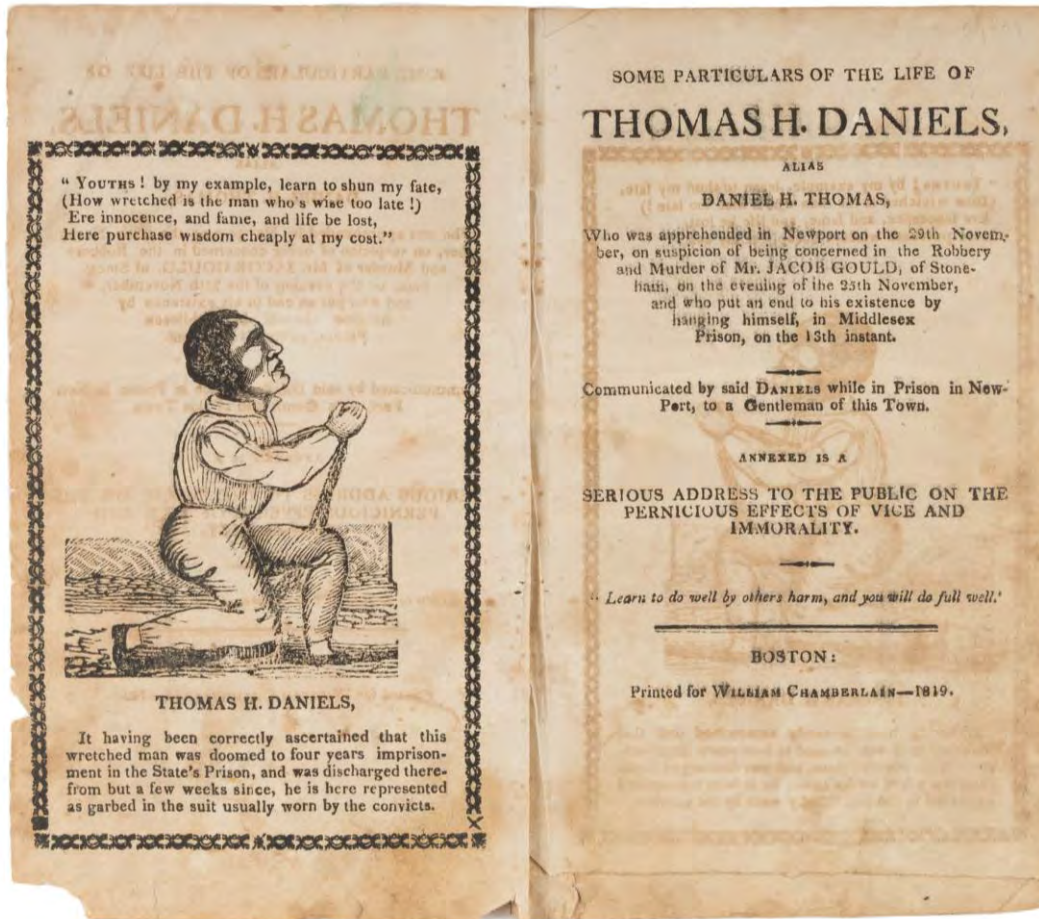 “ YOUTHS ! by my example, learn to shun my fate,
(How wretched is the man who's wise too late !)
Ere innocence, and fame, and life be lost,
Here purchase wisdom cheaply at my cost.”
THOMAS H. DANIELS,
It having been correctly ascertained that this
wretched man was doomed to four years imprison-
ment in the State's Prison, and was discharged there-
from but a few weeks since, he is here represented
as garbed in the suit usually worn by the convicts.
SOME PARTICULARS OF THE LIFE OF
THOMAS H. DANIELS,
ALIAS
DANIEL H. THOMAS,
Who was apprehended in Newport on the 29th Novem-
ber, on suspicion of being concerned in the Robbery
and Murder of Mr. JACOB GOULD, of Stone-
ham, on the evening of the 25th November,
and who put an end to his existence by
hanging himself, in Middlesex
Prison, on the 13th instant.
Communicated by said DANIELS while in Prison in New-
Port, to a Gentleman of this Town.
ANNEXED IS A
SERIOUS ADDRESS TO THE PUBLIC ON THE
PERNICIOUS EFFECTS OF VICE AND
IMMORALITY.
“ Learn to do well by others harm, and you will do full well.'
BOSTON:
Printed for WILLIAM CHAMBERLAIN—1819.